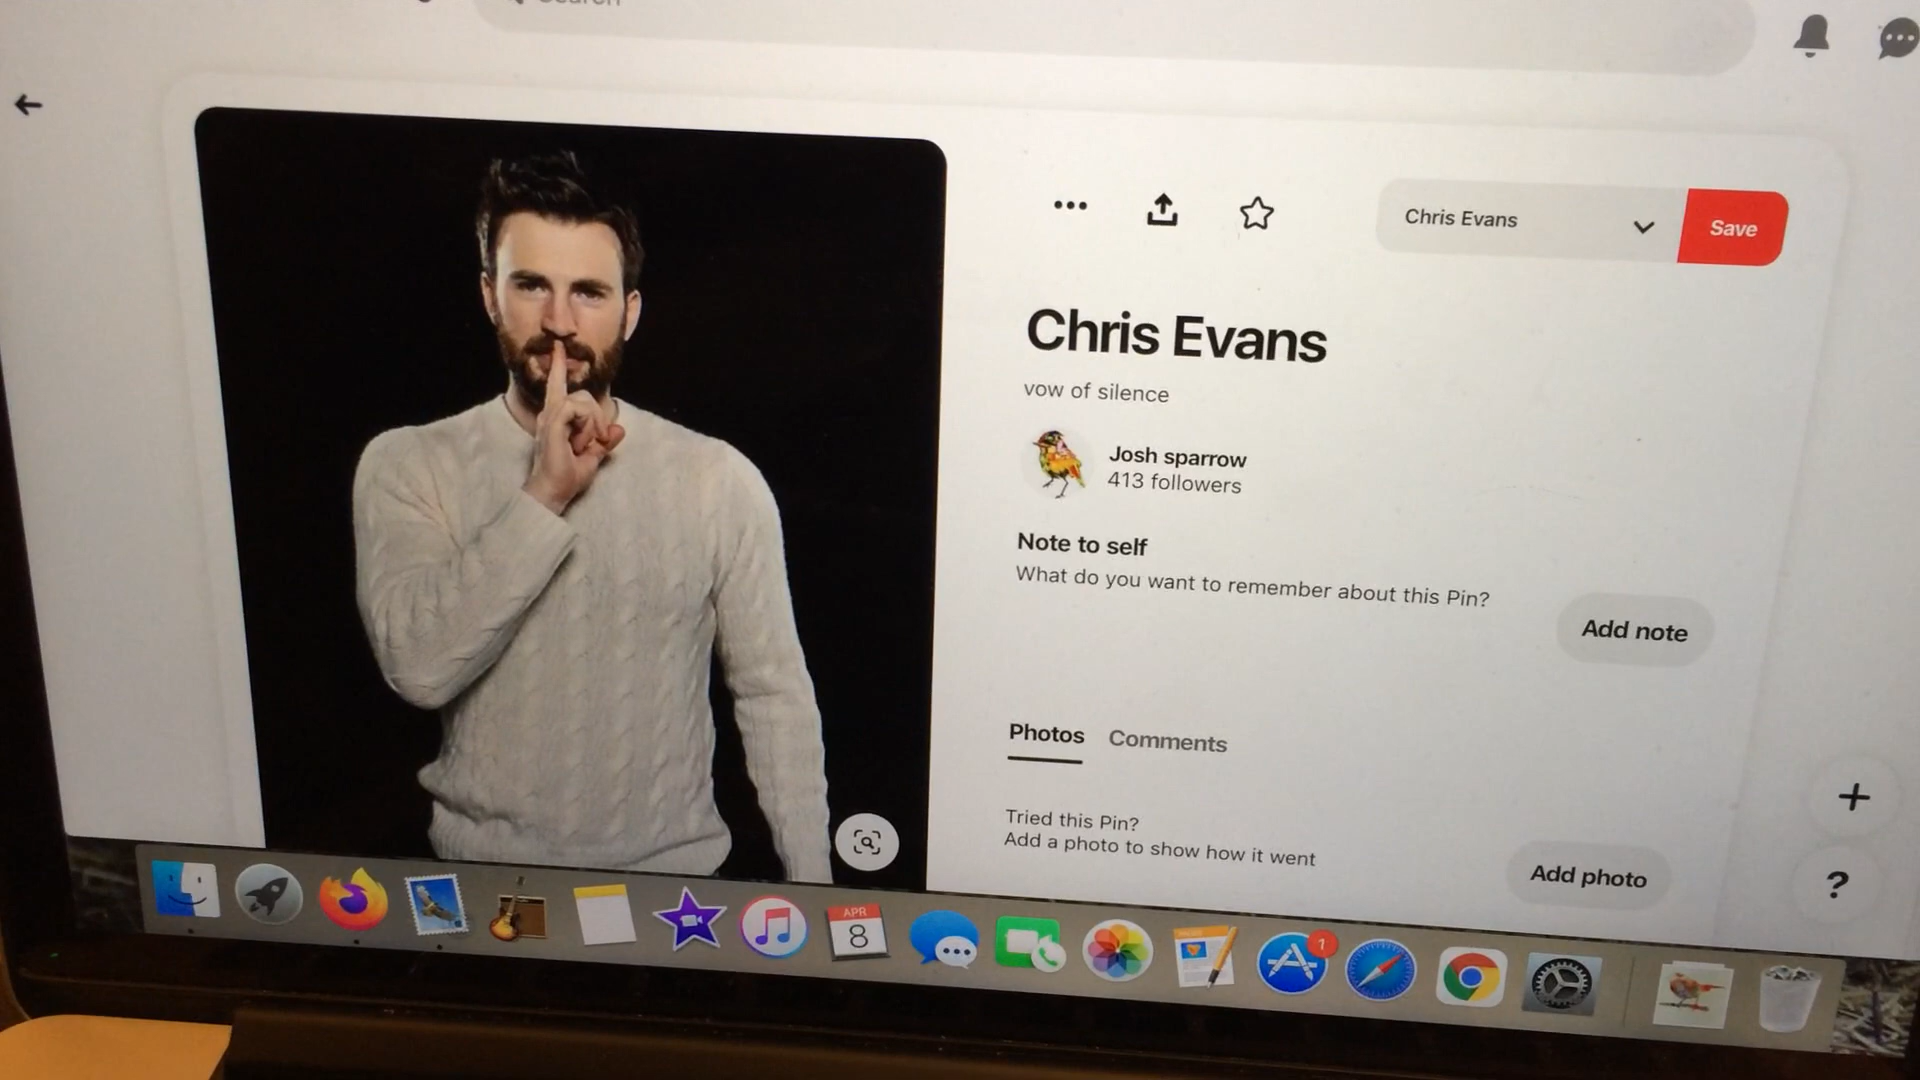 Search
Chris Evans
Save
Chris Evans
vow of silence
Josh sparrow
413 followers
Note to self
What do you want to remember about this Pin?
Add note
Photos
Comments
Tried this Pin?
Add a photo to show how it went
Add photo
?
APR
8
1